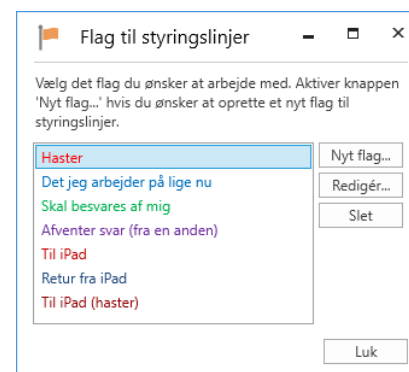 Flag til styringslinjer
Vælg det flag du ønsker at arbejde med. Aktiver knappen
'Nyt flag...' hvis du ønsker at oprette et nyt flag til
styringslinjer.
Haster
Det jeg arbejder på lige nu
Skal besvares af mig
Afventer svar (fra en anden)
Til iPad
Retur fra iPad
Til iPad (haster)
Nyt flag...
Redigér...
Slet
Luk